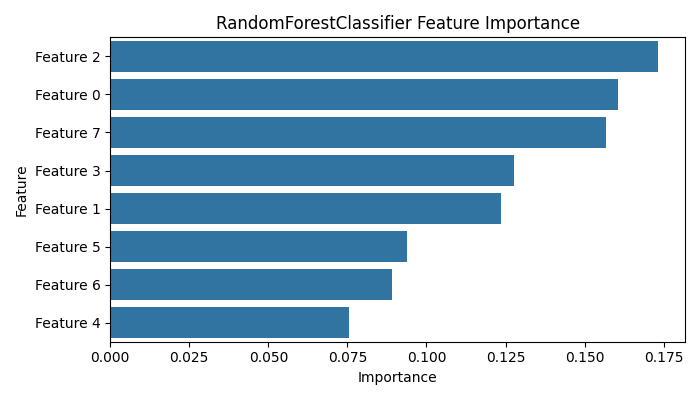 RandomForestClassifier Feature Importance
Feature 2
Feature 0
Feature 7
Feature 3
Feature 1
Feature 5
Feature 6
Feature 4
Feature
0.000 0.025 0.050 0.075 0.100 0.125 0.150 0.175
Importance